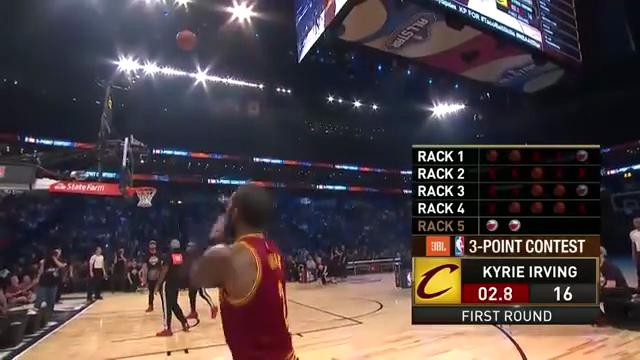 State Farm
RACK 1
RACK 2
RACK 3
RACK 4
RACK 5
JBL NBA 3-POINT CONTEST
C KYRIE IRVING
02.8 16
FIRST ROUND